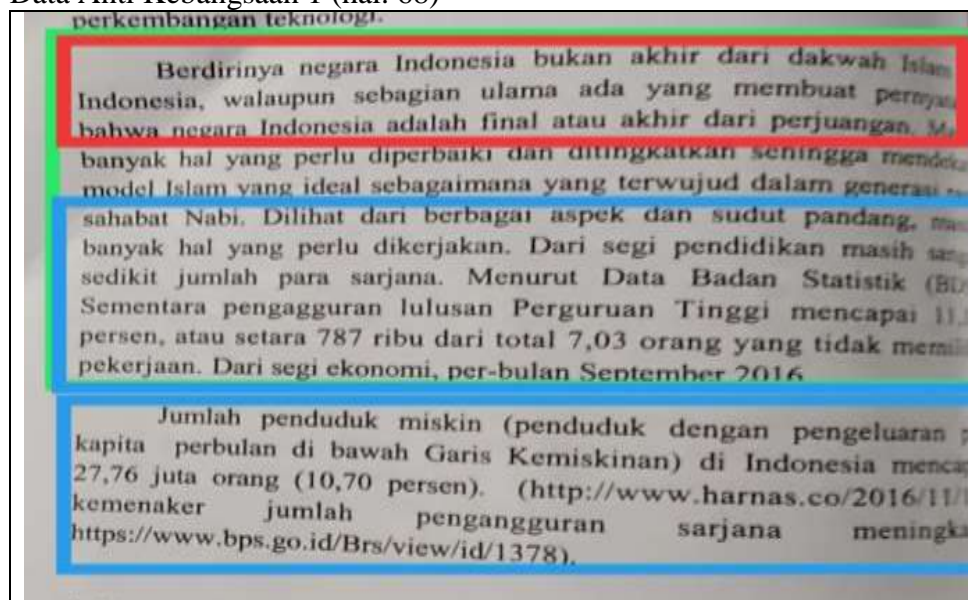 Data Anti Kebangsaan 1 (hal. 68)
perkembangan teknologi.
Berdirinya negara Indonesia bukan akhir dari dakwah Islam
Indonesia, walaupun sebagian ulama ada yang membuat
bahwa negara Indonesia adalah final atau akhir dari perjuangan.
banyak hal yang perlu diperbaiki dan ditingkatkan sehingga
model Islam yang ideal sebagaimana yang terwujud dalam generasi
sahabat Nabi. Dilihat dari berbagai aspek dan sudut pandang,
banyak hal yang perlu dikerjakan. Dari segi pendidikan masih
sedikit jumlah para sarjana. Menurut Data Badan Statistik
Sementara pengagguran lulusan Perguruan Tinggi mencapai
persen, atau setara 787 ribu dari total 7,03 orang yang tidak
pekerjaan. Dari segi ekonomi, per-bulan September 2016
Jumlah penduduk miskin (penduduk dengan pengeluaran
kapita perbulan di bawah Garis Kemiskinan) di Indonesia
27,76 juta orang (10,70 persen). (http://www.harnas.co/2016/11/
kemenaker jumlah pengangguran sarjana
https://www.bps.go.id/Brs/view/id/1378).